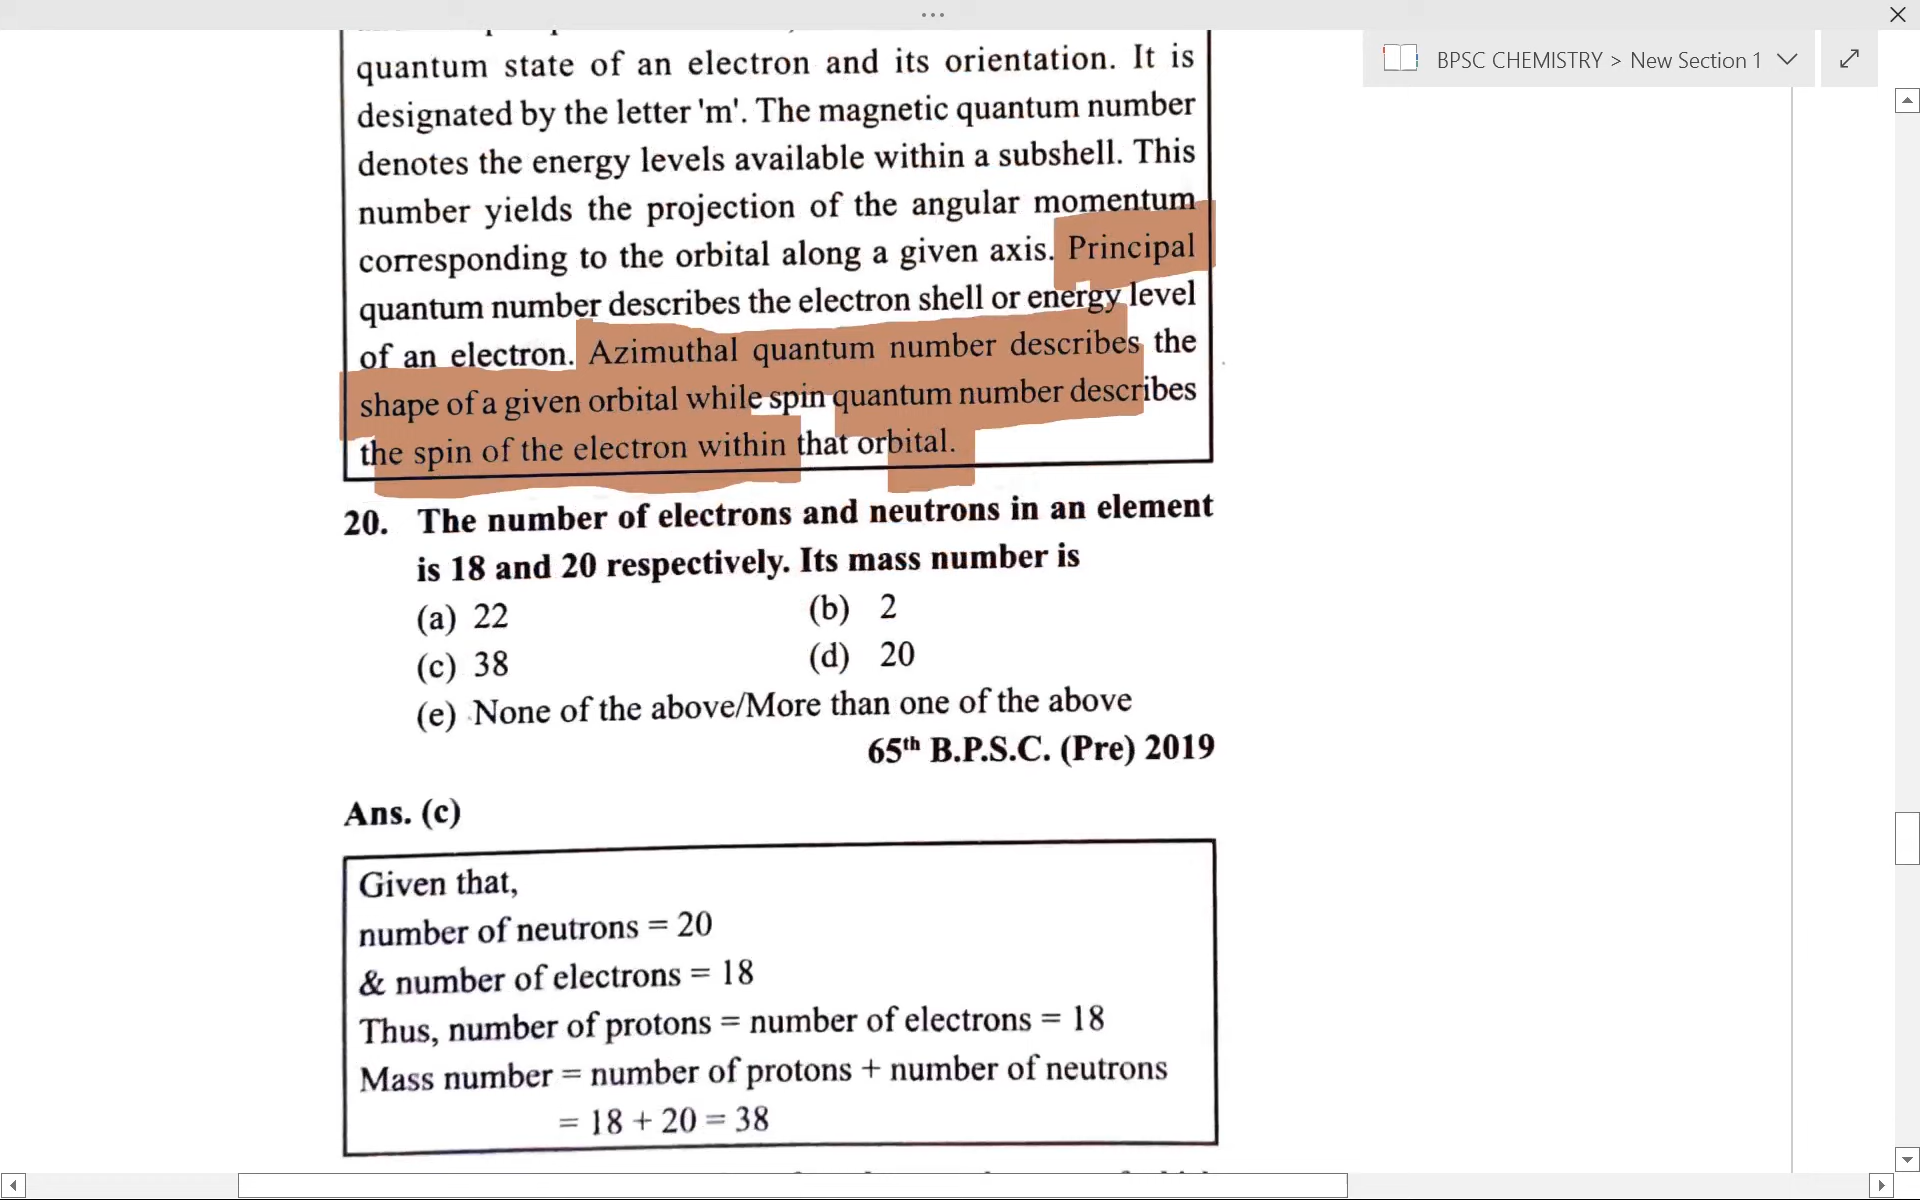 BPSC CHEMISTRY > New Section 1
quantum state of an electron and its orientation. It is
designated by the letter 'm'. The magnetic quantum number
denotes the energy levels available within a subshell. This
number yields the projection of the angular momentum
corresponding to the orbital along a given axis. Principal
quantum number describes the electron shell or energy level
of an electron. Azimuthal quantum number describes the
shape of a given orbital while spin quantum number describes
the spin of the electron within that orbital.
20. The number of electrons and neutrons in an element
is 18 and 20 respectively. Its mass number is
(a) 22 (b) 2
(c) 38 (d) 20
(e) None of the above/More than one of the above
65th B.P.S.C. (Pre) 2019
Ans. (c)
Given that,
number of neutrons = 20
& number of electrons = 18
Thus, number of protons = number of electrons = 18
Mass number = number of protons + number of neutrons
= 18 + 20 = 38